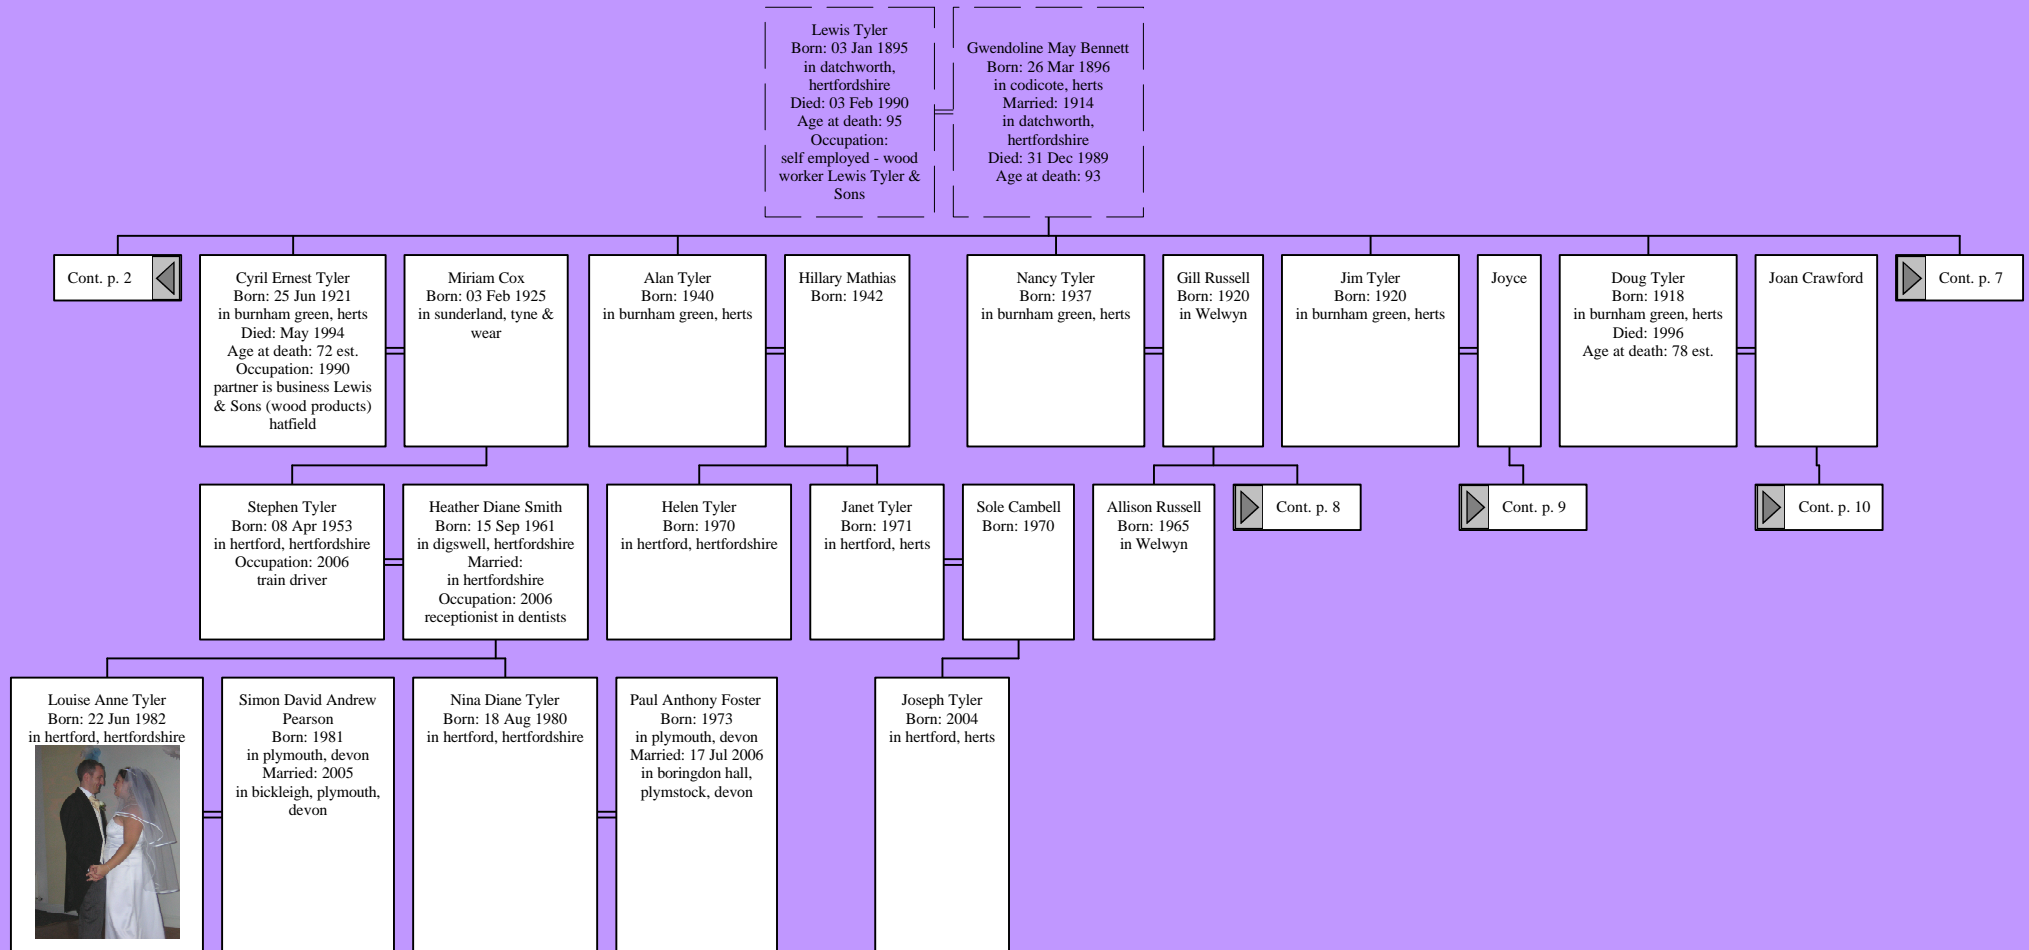 Lewis Tyler
Born: 03 Jan 1895
in datchworth,
hertfordshire
Died: 03 Feb 1990
Age at death: 95
Occupation:
self employed - wood
worker Lewis Tyler &
Sons
Gwendoline May Bennett
Born: 26 Mar 1896
in codicote, herts
Married: 1914
in datchworth,
hertfordshire
Died: 31 Dec 1989
Age at death: 93
Cont. p. 2
Cyril Ernest Tyler
Born: 25 Jun 1921
in burnham green, herts
Died: May 1994
Age at death: 72 est.
Occupation: 1990
partner is business Lewis
& Sons (wood products)
hatfield
Miriam Cox
Born: 03 Feb 1925
in sunderland, tyne &
wear
Alan Tyler
Born: 1940
in burnham green, herts
Hillary Mathias
Born: 1942
Nancy Tyler
Born: 1937
in burnham green, herts
Gill Russell
Born: 1920
in Welwyn
Jim Tyler
Born: 1920
in burnham green, herts
Joyce
Doug Tyler
Born: 1918
in burnham green, herts
Died: 1996
Age at death: 78 est.
Joan Crawford
Cont. p. 7
Stephen Tyler
Born: 08 Apr 1953
in hertford, hertfordshire
Occupation: 2006
train driver
Heather Diane Smith
Born: 15 Sep 1961
in digswell, hertfordshire
Married:
in hertfordshire
Occupation: 2006
receptionist in dentists
Helen Tyler
Born: 1970
in hertford, hertfordshire
Janet Tyler
Born: 1971
in hertford, herts
Sole Cambell
Born: 1970
Allison Russell
Born: 1965
in Welwyn
Cont. p. 8
Cont. p. 9
Cont. p. 10
Louise Anne Tyler
Born: 22 Jun 1982
in hertford, hertfordshire
Simon David Andrew
Pearson
Born: 1981
in plymouth, devon
Married: 2005
in bickleigh, plymouth,
devon
Nina Diane Tyler
Born: 18 Aug 1980
in hertford, hertfordshire
Paul Anthony Foster
Born: 1973
in plymouth, devon
Married: 17 Jul 2006
in boringdon hall,
plymstock, devon
Joseph Tyler
Born: 2004
in hertford, herts